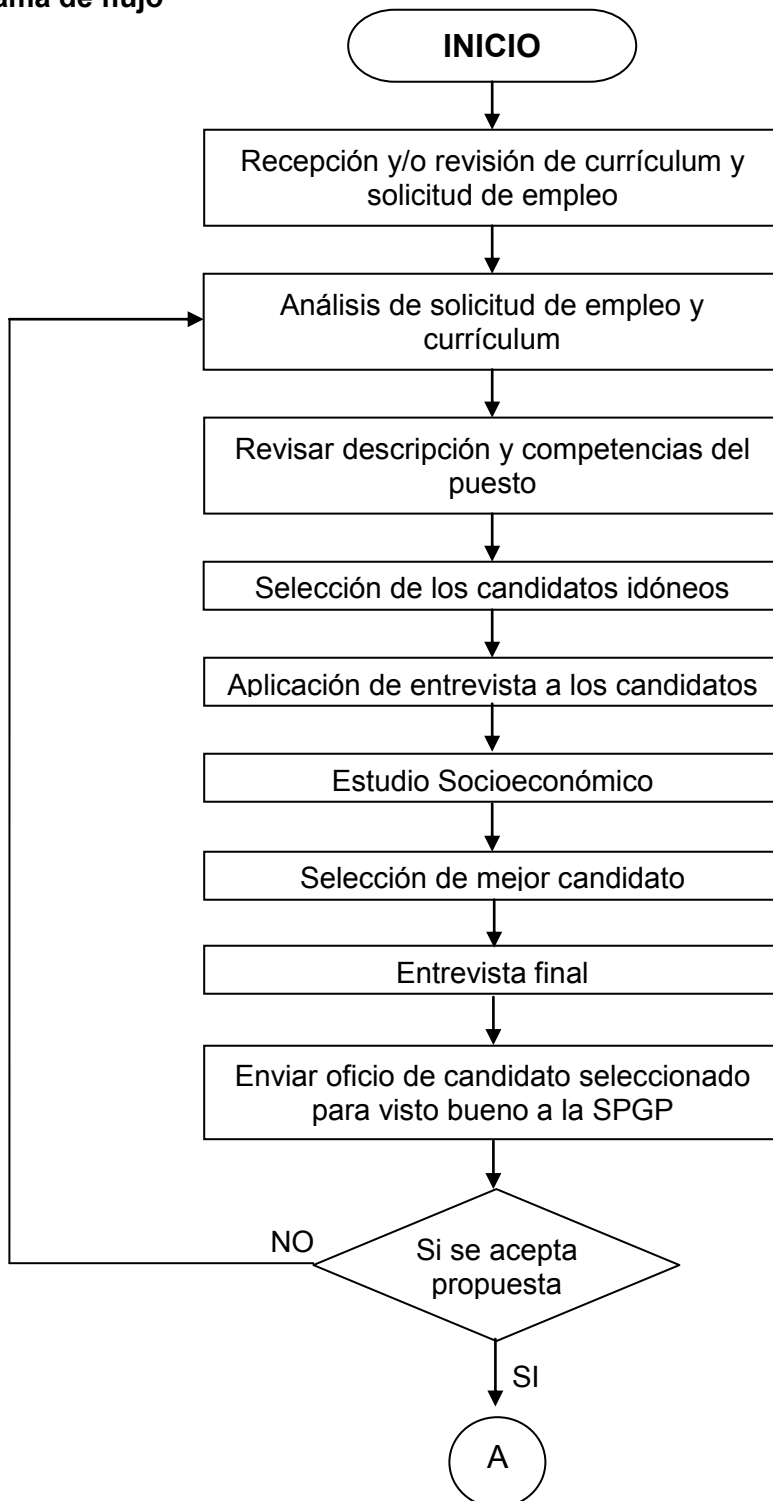 de flujo
INICIO
Recepción y/o revisión de currículum y
solicitud de empleo
Análisis de solicitud de empleo y
currículum
Revisar descripción y competencias del
puesto
Selección de los candidatos idóneos
Aplicación de entrevista a los candidatos
Estudio Socioeconómico
Selección de mejor candidato
Entrevista final
Enviar oficio de candidato seleccionado
para visto bueno a la SPGP
NO
Si se acepta
propuesta
SI
A